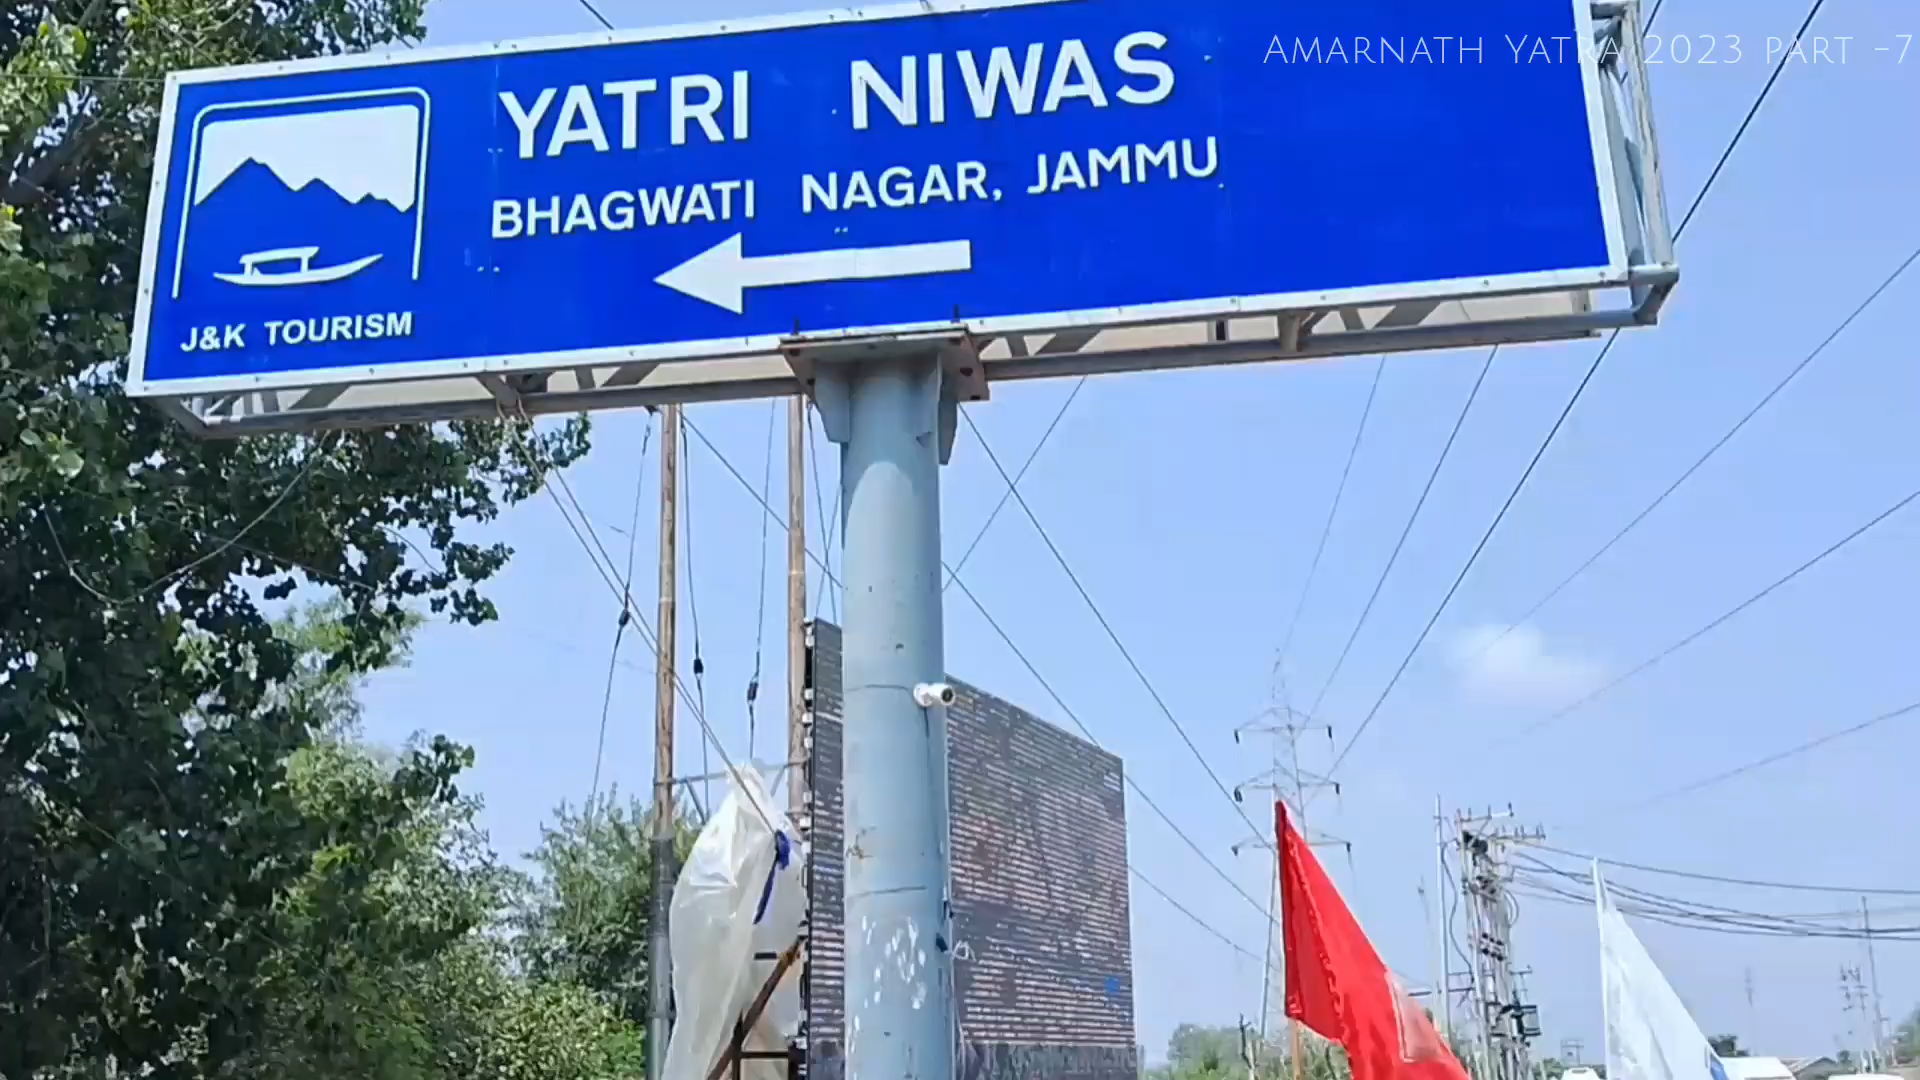 Amarnath Yatra 2023 part -7
YATRI NIWAS
BHAGWATI NAGAR, JAMMU
J&K TOURISM